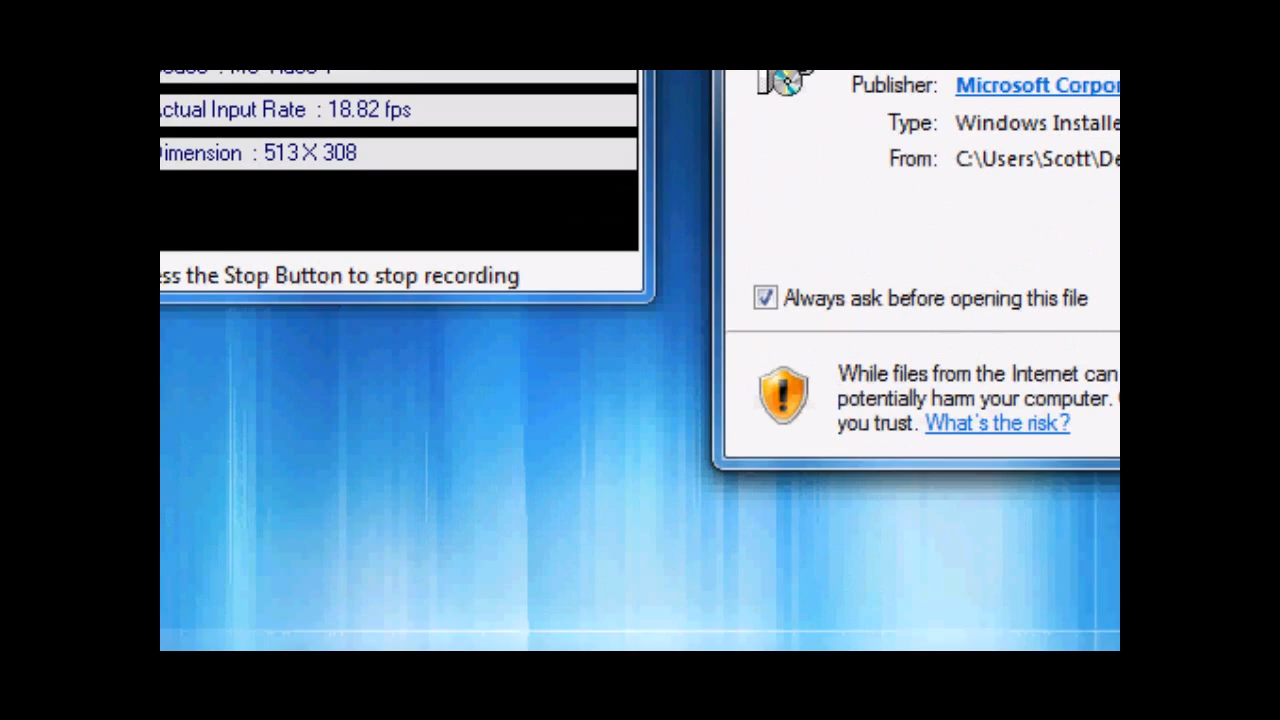 ctual Input Rate : 18.82 fps
imension : 513 X 308
ess the Stop Button to stop recording
Publisher: Microsoft Corpor
Type: Windows Installe
From: C:\Users\Scott\De
Always ask before opening this file
While files from the Internet can
potentially harm your computer.
you trust. What's the risk?